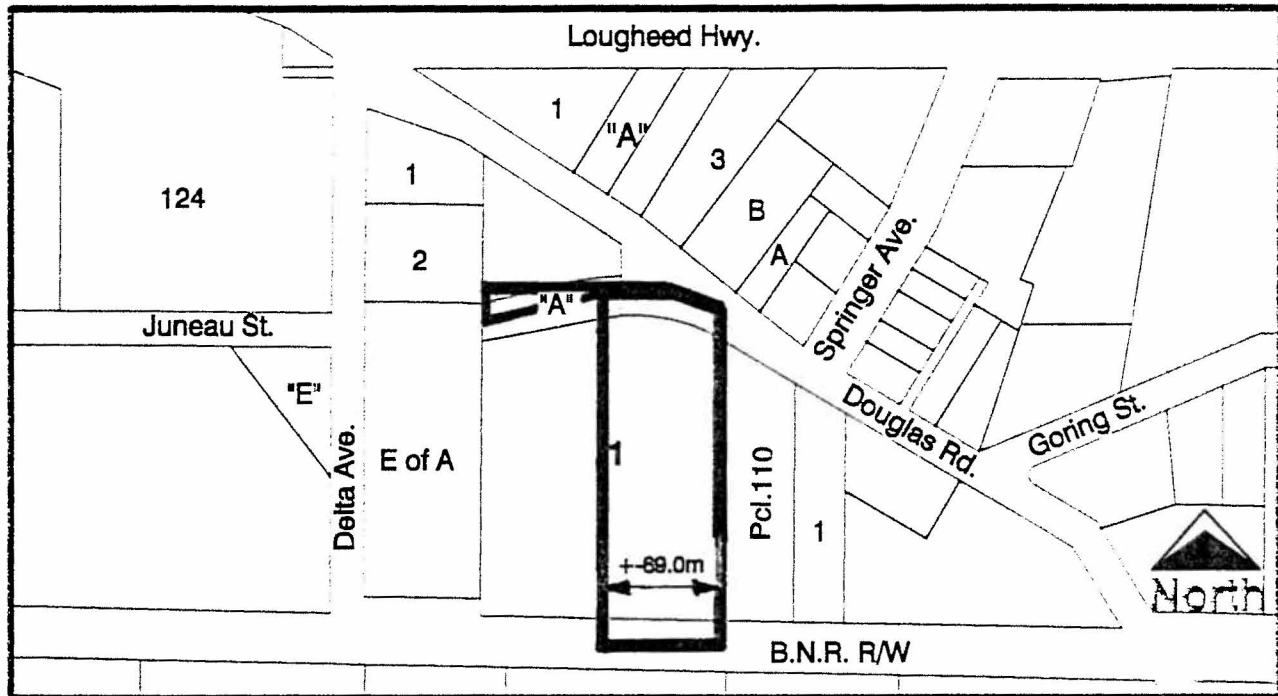 Lougheed Hwy.
1
"A"
3
1
124
B
2
A
Springer Ave.
"A"
Juneau St.
"E"
Douglas Rd.
Goring St.
Delta Ave.
E of A
1
Pcl.110
1
+-69.0m
North
B.N.R. R/W